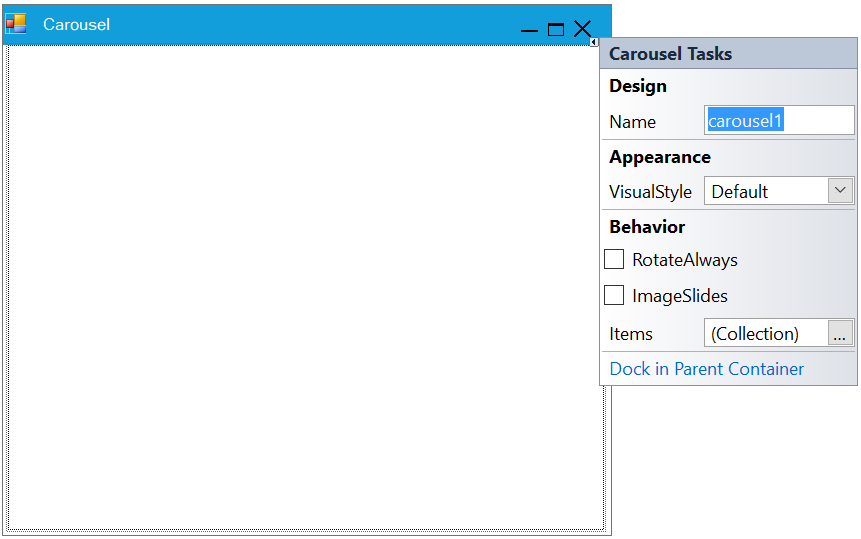 Carousel
Carousel Tasks
Design
Name carousel1
Appearance
VisualStyle Default
Behavior
RotateAlways
ImageSlides
Items (Collection) ...
Dock in Parent Container